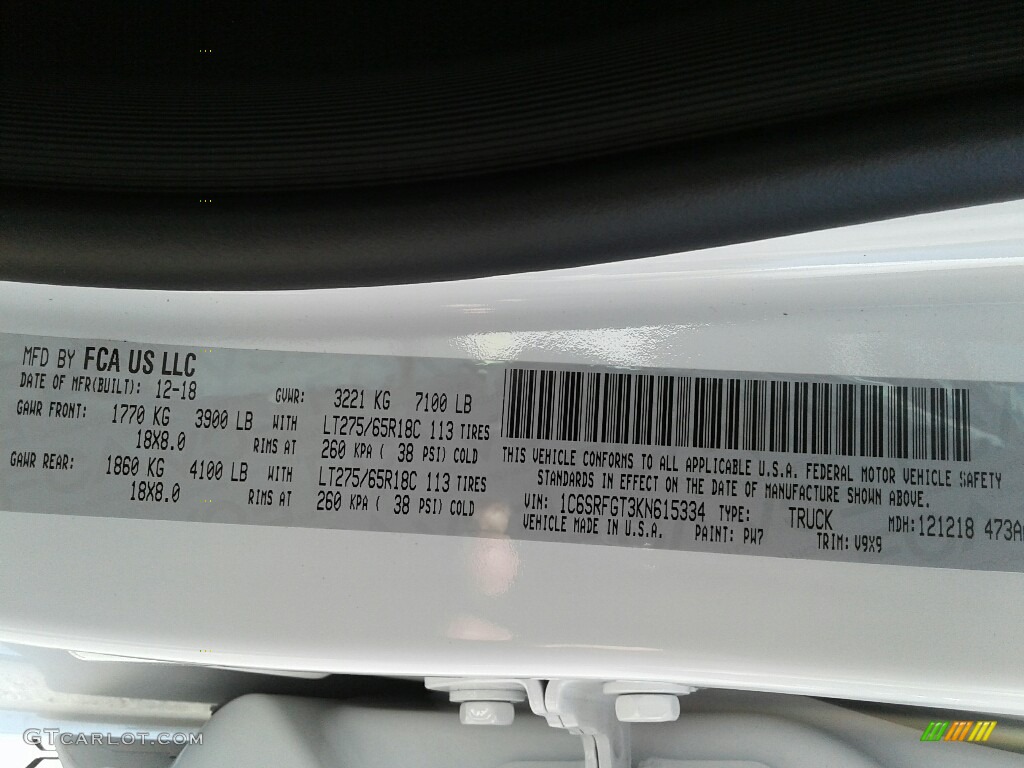 MFD BY FCA US LLC
DATE OF MFR(BUILT): 12-18 GVWR: 3221 KG 7100 LB
GAWR FRONT: 1770 KG 3900 LB WITH LT275/65R18C 113 TIRES
18X8.0 RIMS AT 260 KPA ( 38 PSI) COLD
GAWR REAR: 1860 KG 4100 LB WITH LT275/65R18C 113 TIRES
18X8.0 RIMS AT 260 KPA ( 38 PSI) COLD
THIS VEHICLE CONFORMS TO ALL APPLICABLE U.S.A. FEDERAL MOTOR VEHICLE SAFETY
STANDARDS IN EFFECT ON THE DATE OF MANUFACTURE SHOWN ABOVE.
VIN: 1C6SRFGT3KN615334 TYPE: TRUCK MDH: 121218
VEHICLE MADE IN U.S.A. PAINT: PW7 TRIM: V9X9
GTCARLOT.COM